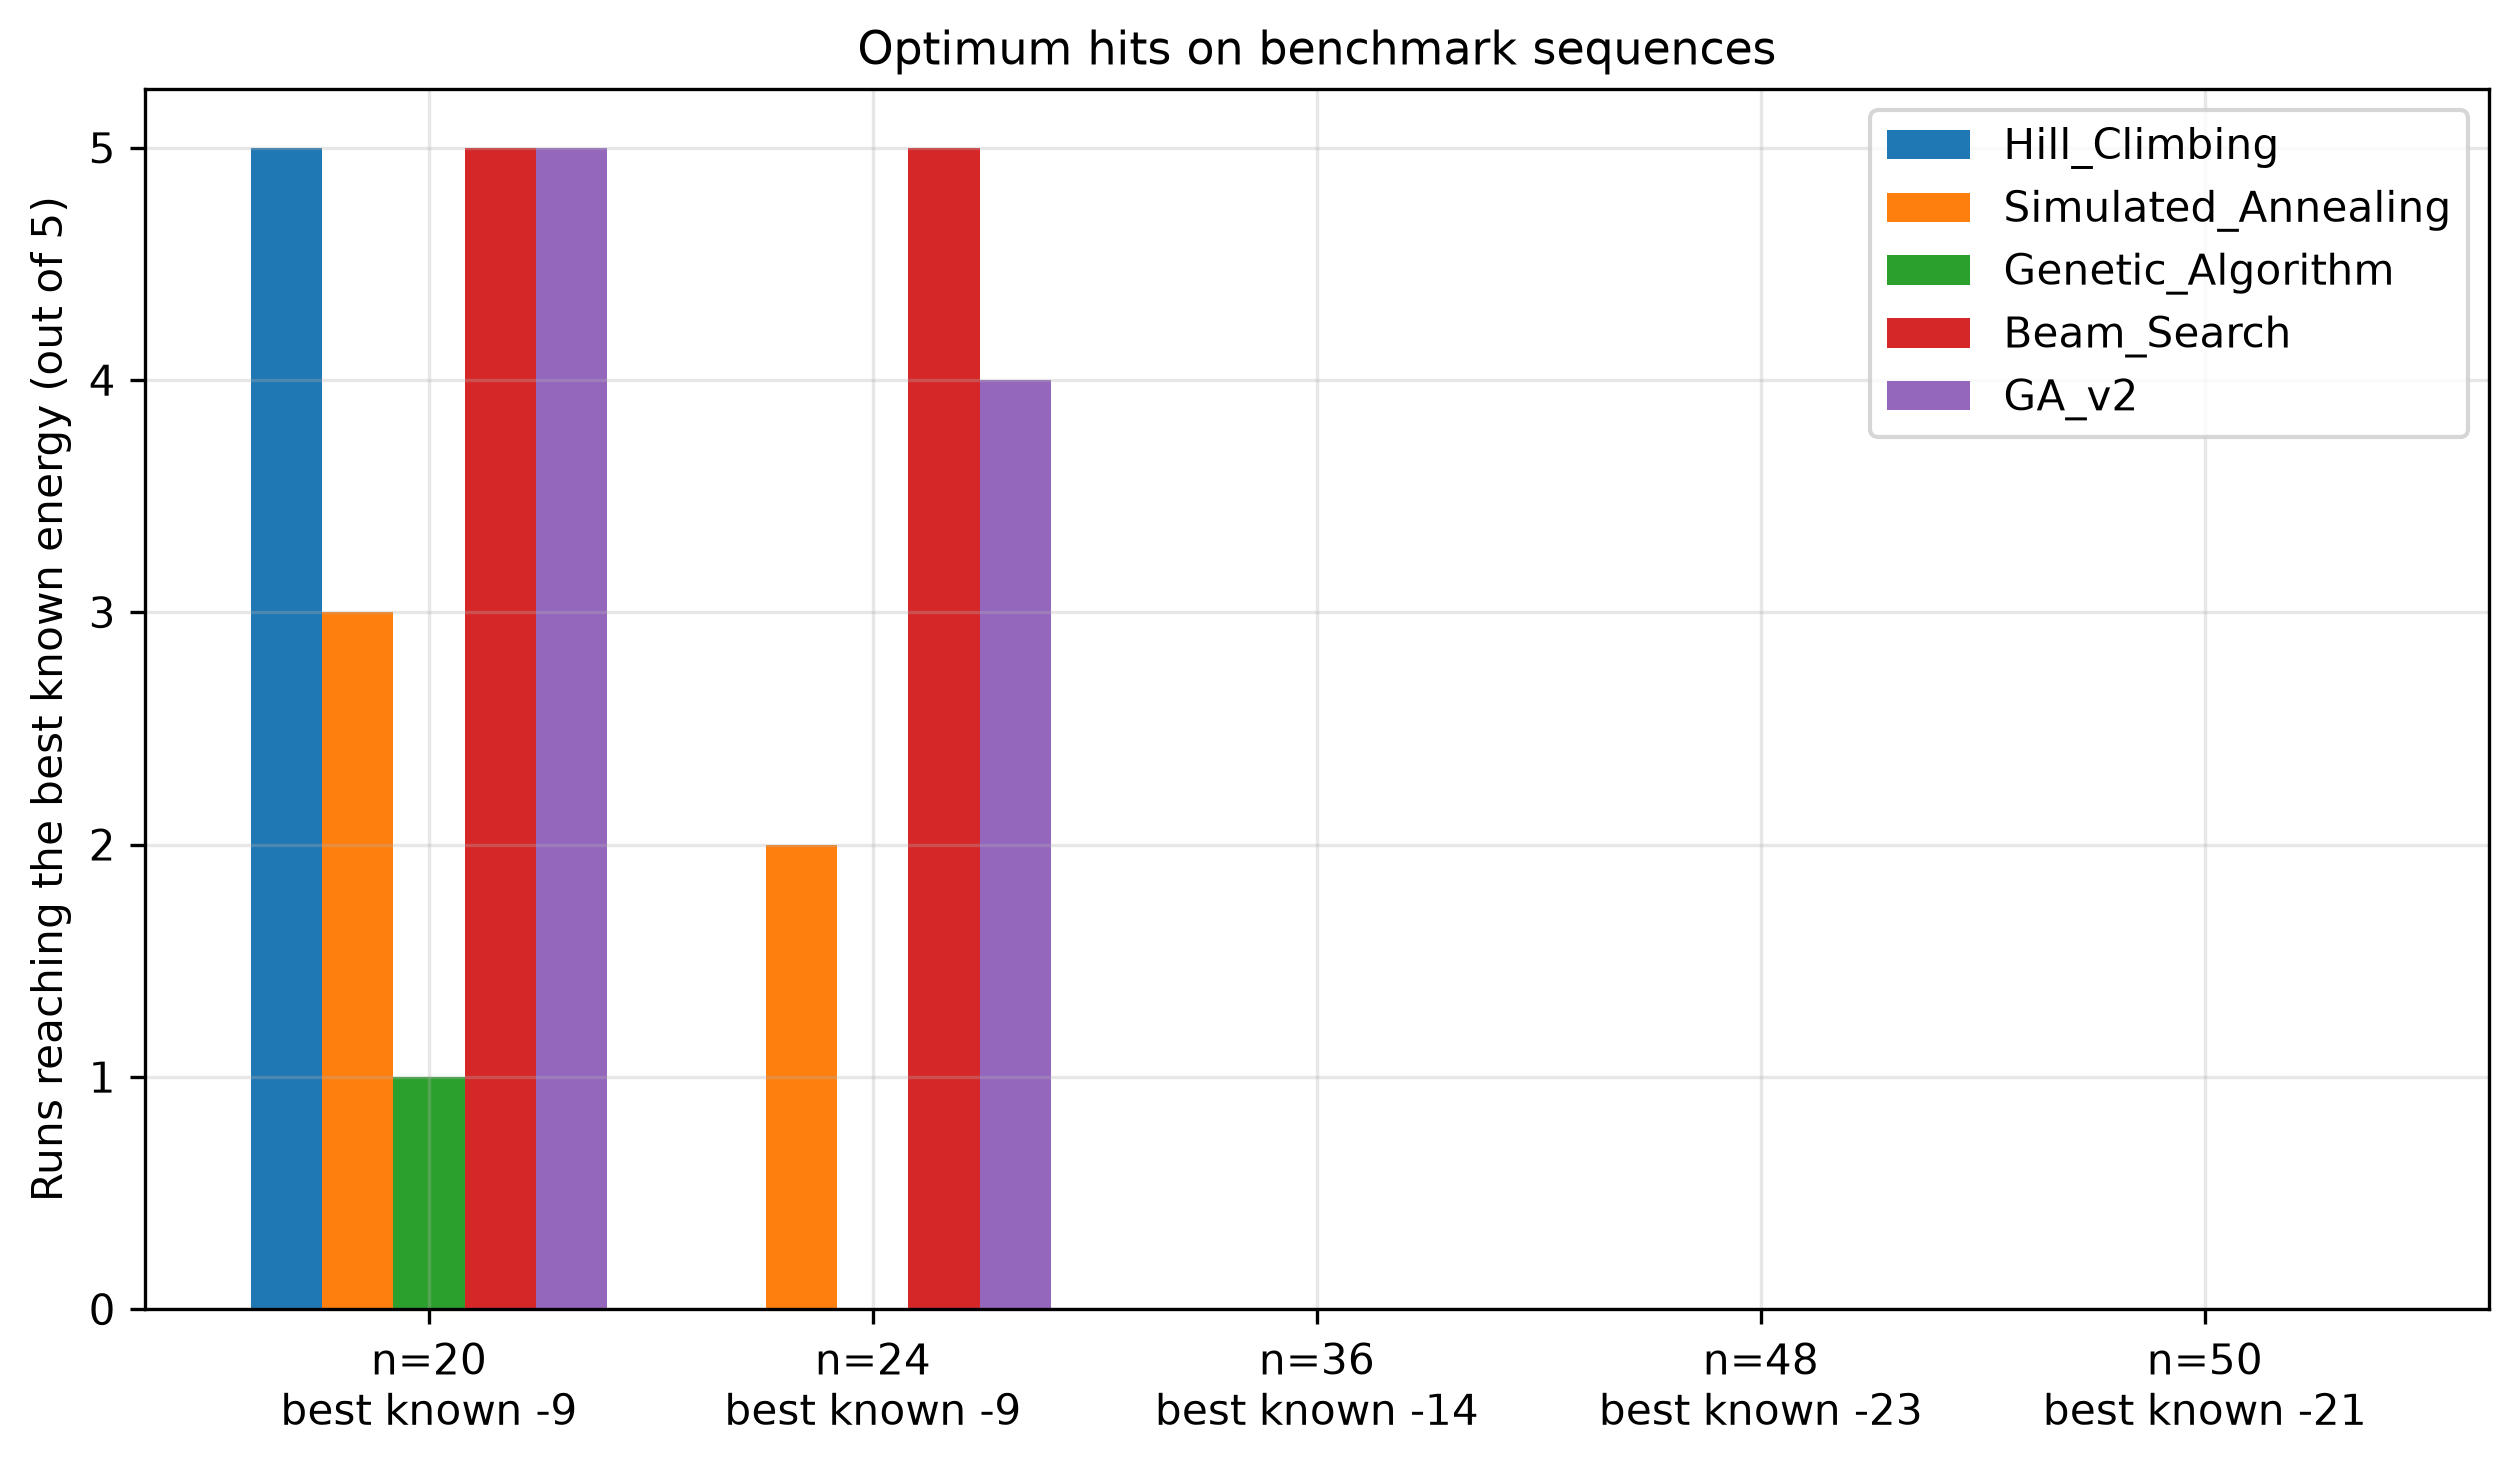 Optimum hits on benchmark sequences
Runs reaching the best known energy (out of 5)
5
4
3
2
1
0
Hill_Climbing
Simulated_Annealing
Genetic_Algorithm
Beam_Search
GA_v2
n=20
best known -9
n=24
best known -9
n=36
best known -14
n=48
best known -23
n=50
best known -21